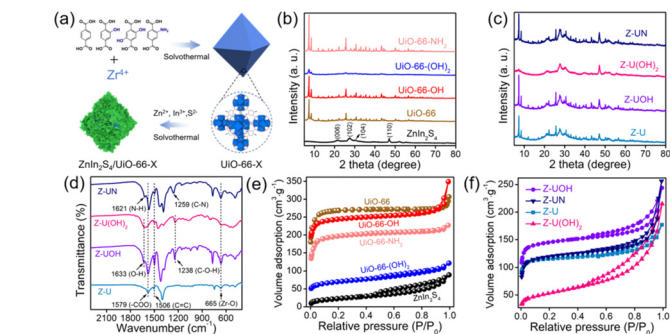 (a)
COOH
HOOC
OH
NH2
Zr4+
Solvothermal
Zn2+, In3+,S2-
Solvothermal
ZnIn2S4/UiO-66-X
UiO-66-X
(b)
Intensity (a. u.)
UiO-66-NH2
UiO-66-(OH)2
UiO-66-OH
UiO-66
ZnIn2S4
(006)
(102)
(104)
(110)
10 20 30 40 50 60 70 80
2 theta (degree)
(c)
Intensity (a. u.)
Z-UN
Z-U(OH)2
Z-UOH
Z-U
10 20 30 40 50 60 70 80
2 theta (degree)
(d)
Transmittance (%)
Z-UN
1621 (N-H)
1259 (C-N)
Z-U(OH)2
Z-UOH
1633 (O-H)
1238 (C-O-H)
Z-U
1579 (-COO)
1506 (C=C)
665 (Zr-O)
2100 1800 1500 1200 900 600
Wavenumber (cm-1)
(e)
Volume adsorption (cm3 g-1)
350
300
250
200
150
100
50
0
UiO-66
UiO-66-OH
UiO-66-NH2
UiO-66-(OH)2
ZnIn2S4
0.0 0.2 0.4 0.6 0.8 1.0
Relative pressure (P/P0)
(f)
Volume adsorption (cm3 g-1)
250
200
150
100
50
0
Z-UOH
Z-UN
Z-U
Z-U(OH)2
0.0 0.2 0.4 0.6 0.8 1.0
Relative pressure (P/P0)